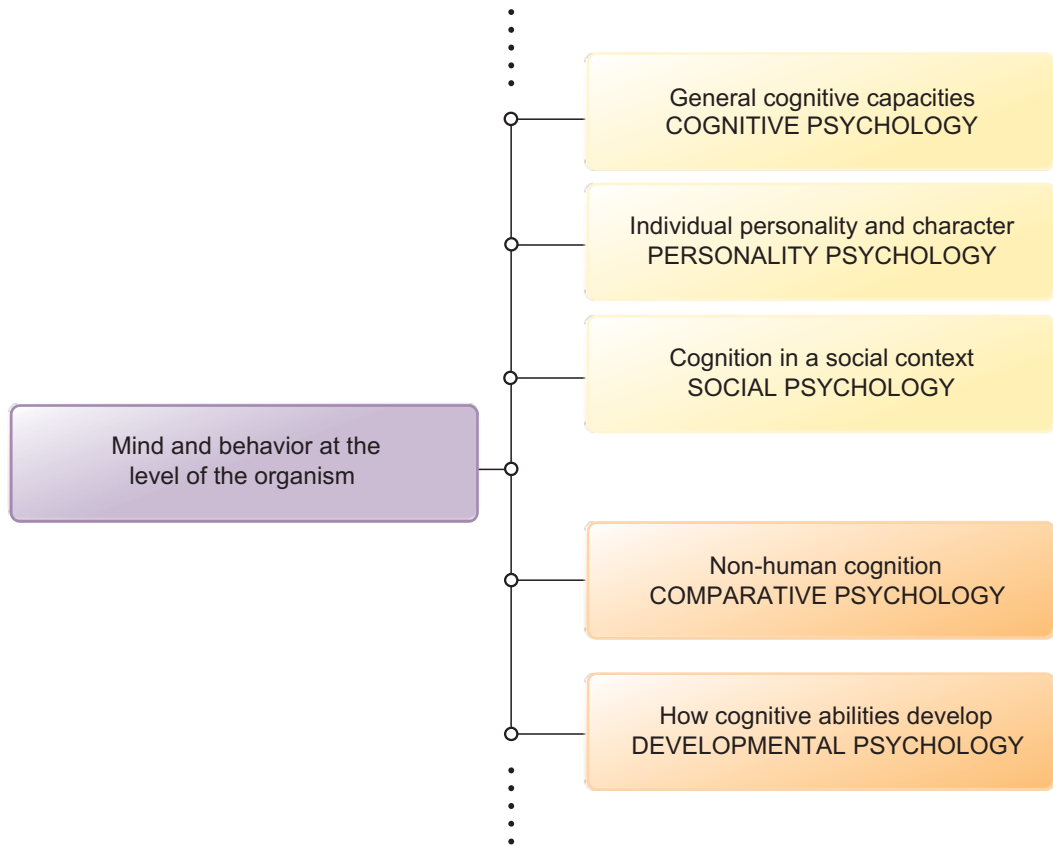 General cognitive capacities
COGNITIVE PSYCHOLOGY
Individual personality and character
PERSONALITY PSYCHOLOGY
Cognition in a social context
SOCIAL PSYCHOLOGY
Mind and behavior at the
level of the organism
Non-human cognition
COMPARATIVE PSYCHOLOGY
How cognitive abilities develop
DEVELOPMENTAL PSYCHOLOGY